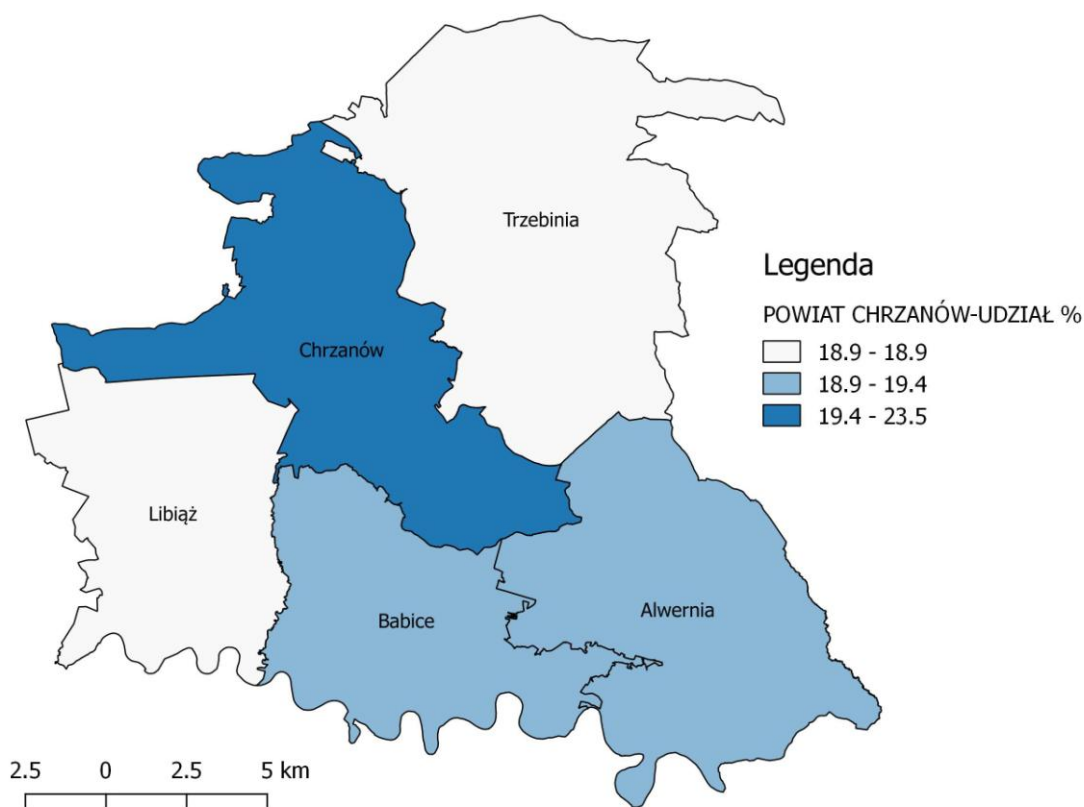 Trzebinia
Legenda
POWIAT CHRZANÓW-UDZIAŁ %
18.9 - 18.9
18.9 - 19.4
19.4 - 23.5
Chrzanów
Libiąż
Babice
Alwernia
2.5 0 2.5 5 km